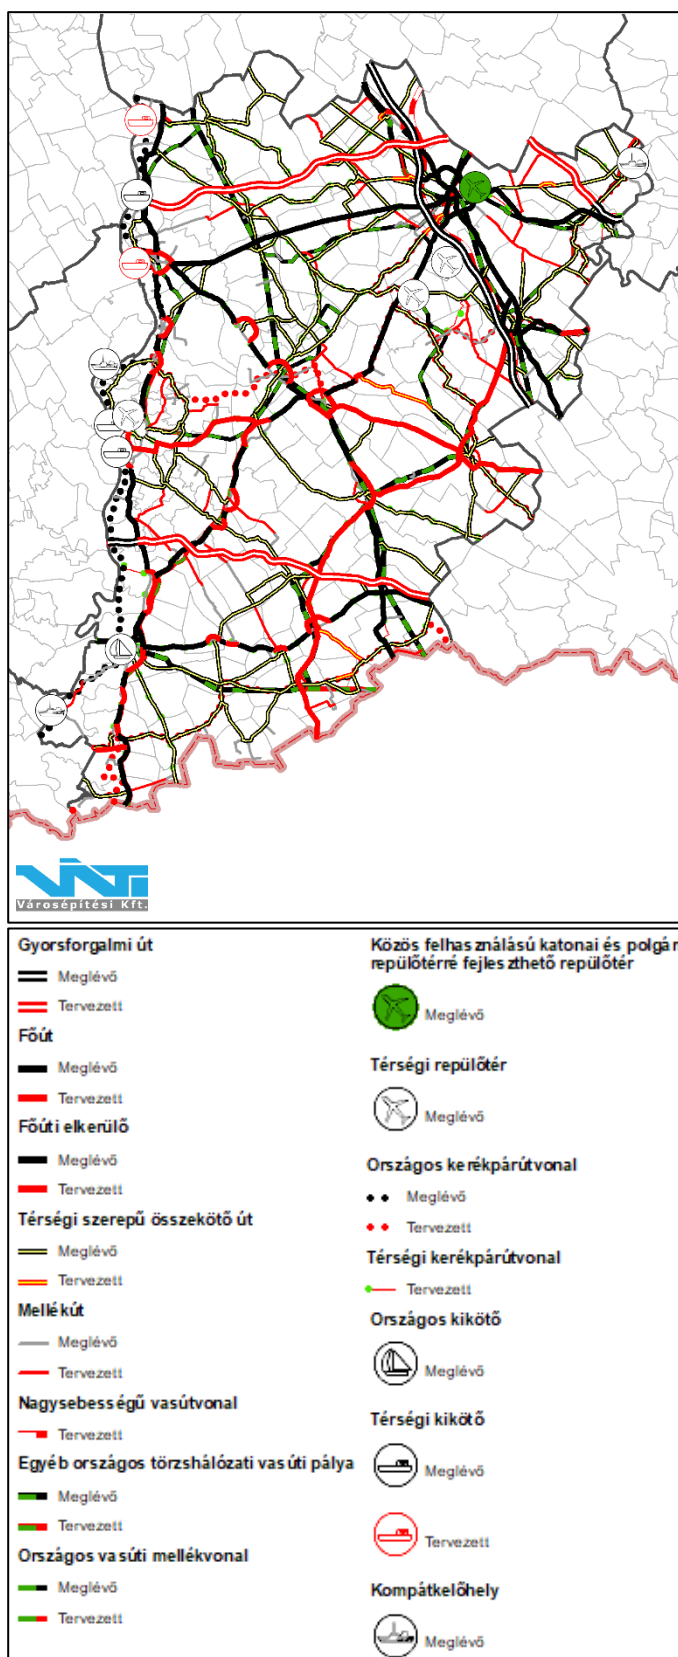 VÁTI
Városépítési Kft.
Gyorsforgalmi út
Meglévő
Tervezett
Főút
Meglévő
Tervezett
Főúti elkerülő
Meglévő
Tervezett
Térségi szerepű összekötő út
Meglévő
Tervezett
Mellékút
Meglévő
Tervezett
Nagysebességű vasútvonal
Tervezett
Egyéb országos törzshálózati vasúti pálya
Meglévő
Tervezett
Országos vasúti mellékvonal
Meglévő
Tervezett
Közös felhasználású katonai és polgár
repülőtérré fejleszthető repülőtér
Meglévő
Térségi repülőtér
Meglévő
Országos kerékpárútvonal
Meglévő
Tervezett
Térségi kerékpárútvonal
Tervezett
Országos kikötő
Meglévő
Térségi kikötő
Meglévő
Tervezett
Kompátkelőhely
Meglévő